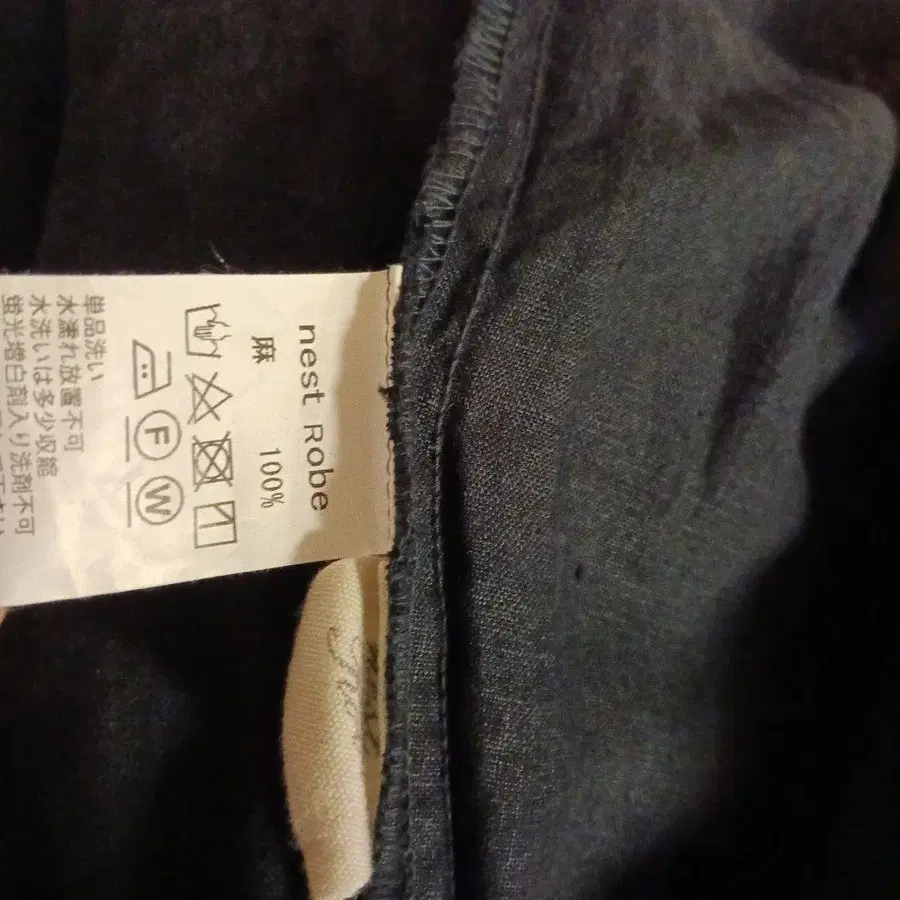 nest Robe
麻 100%
F
W
単品洗い
水濡れ放置不可
水洗いは多少収縮
蛍光増白剤入り洗剤不可